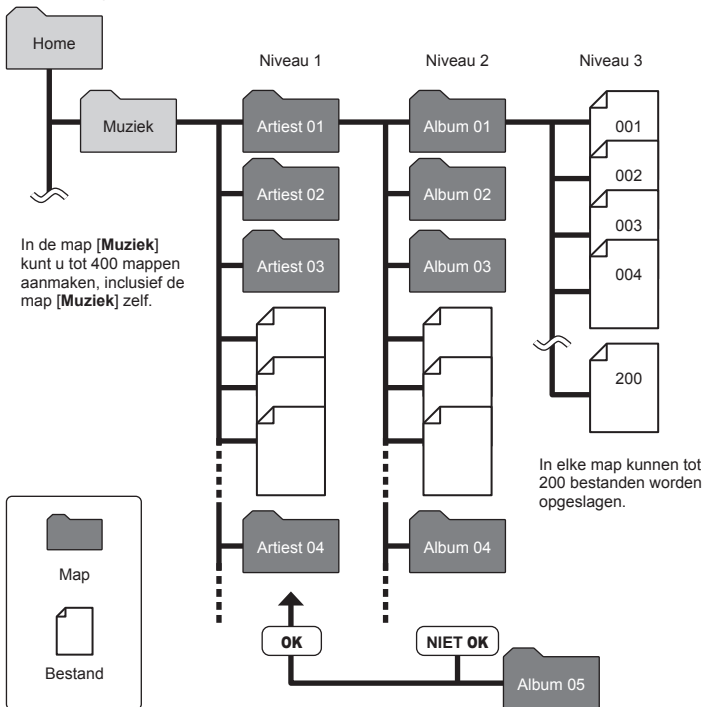 Home
Niveau 1
Niveau 2
Niveau 3
Muziek
Artiest 01
Album 01
001
Artiest 02
Album 02
002
003
In de map [Muziek]
kunt u tot 400 mappen
aanmaken, inclusief de
map [Muziek] zelf.
Artiest 03
Album 03
004
200
In elke map kunnen tot
200 bestanden worden
opgeslagen.
Artiest 04
Album 04
Map
Bestand
OK
NIET OK
Album 05